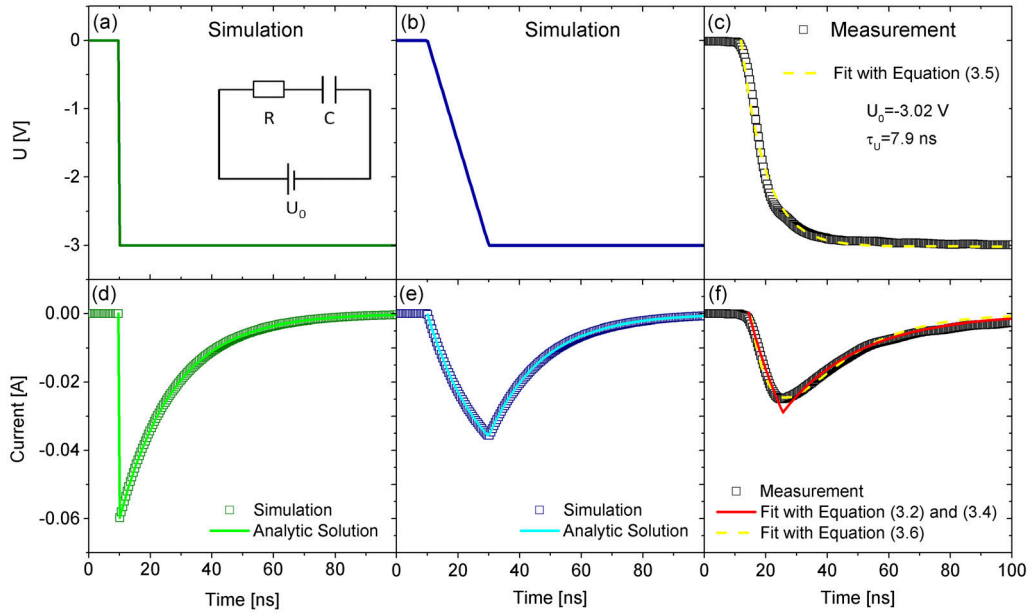 (a)
Simulation
R
C
U₀
0
-1
-2
-3
U [V]
(b)
Simulation
(c)
Measurement
Fit with Equation (3.5)
U₀=-3.02 V
τ_U=7.9 ns
(d)
0.00
-0.02
-0.04
-0.06
Current [A]
Simulation
Analytic Solution
0 20 40 60 80
Time [ns]
(e)
Simulation
Analytic Solution
0 20 40 60 80
Time [ns]
(f)
Measurement
Fit with Equation (3.2) and (3.4)
Fit with Equation (3.6)
0 20 40 60 80 100
Time [ns]